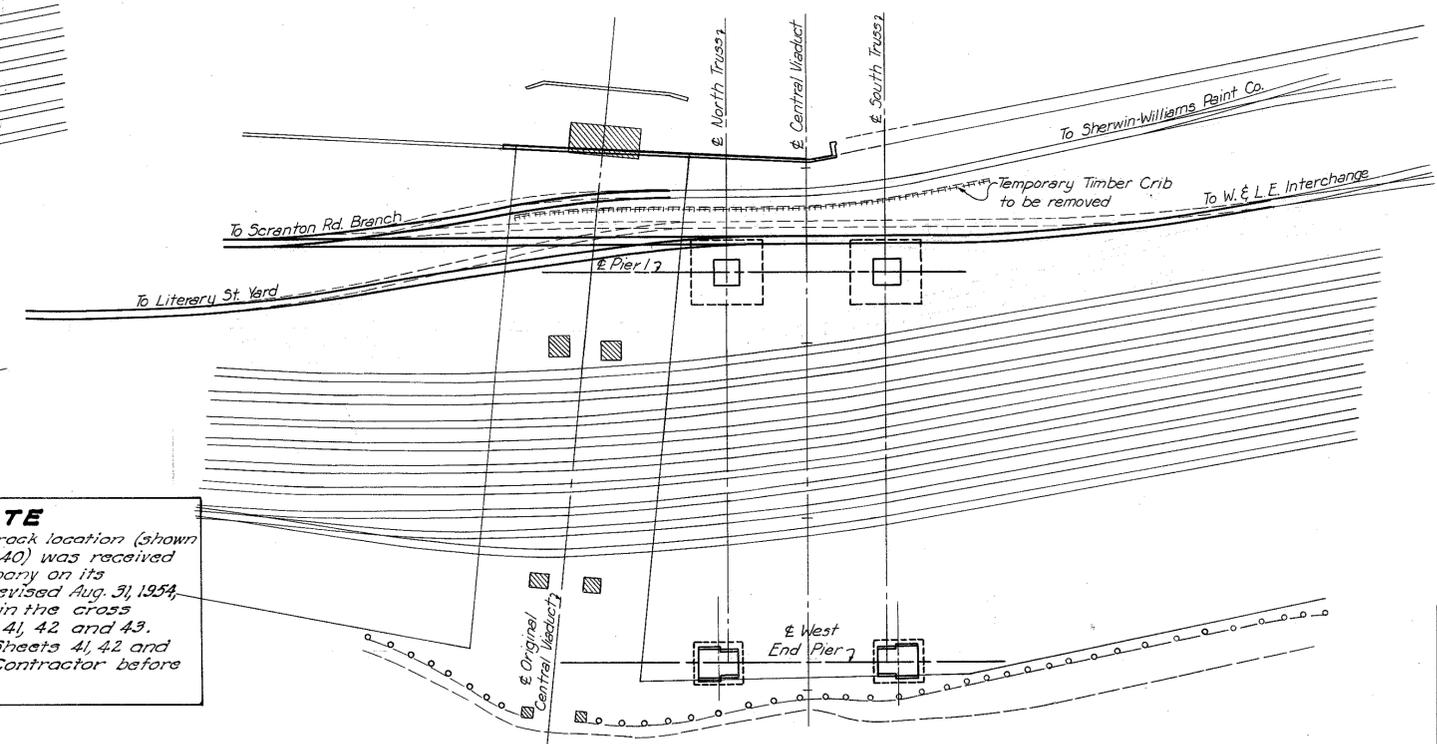 ℄ North Truss
℄ Central Viaduct
℄ South Truss
To Sherwin-Williams Paint Co.
Temporary Timber Crib
to be removed
To W. & L. E. Interchange
To Scranton Rd. Branch
℄ Pier 1
To Literary St. Yard
TE
rack location (shown
40) was received
pany on its
evised Aug. 31, 1954,
in the cross
41, 42 and 43.
Sheets 41, 42 and
Contractor before
℄ Original
Central Viaduct
℄ West
End Pier